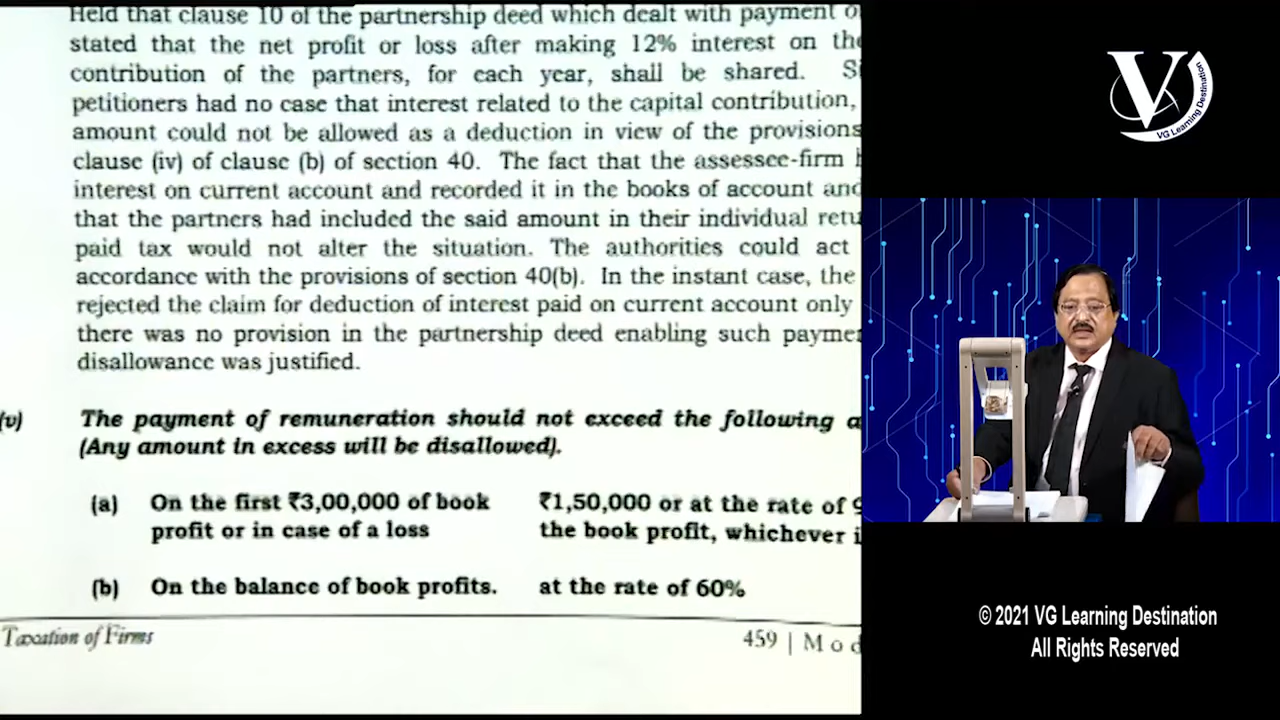 Held that clause 10 of the partnership deed which dealt with payment o
stated that the net profit or loss after making 12% interest on the
contribution of the partners, for each year, shall be shared.
petitioners had no case that interest related to the capital contribution,
amount could not be allowed as a deduction in view of the provisions
clause (iv) of clause (b) of section 40. The fact that the assessee-firm
interest on current account and recorded it in the books of account and
that the partners had included the said amount in their individual retu
paid tax would not alter the situation. The authorities could act
accordance with the provisions of section 40(b). In the instant case, the
rejected the claim for deduction of interest paid on current account only
there was no provision in the partnership deed enabling such payme
disallowance was justified.
(v) The payment of remuneration should not exceed the following a
(Any amount in excess will be disallowed).
(a) On the first ₹3,00,000 of book ₹1,50,000 or at the rate of 9
profit or in case of a loss the book profit, whichever i
(b) On the balance of book profits. at the rate of 60%
Taxation of Firms 459 | Mod
V
VG Learning Destination
© 2021 VG Learning Destination
All Rights Reserved